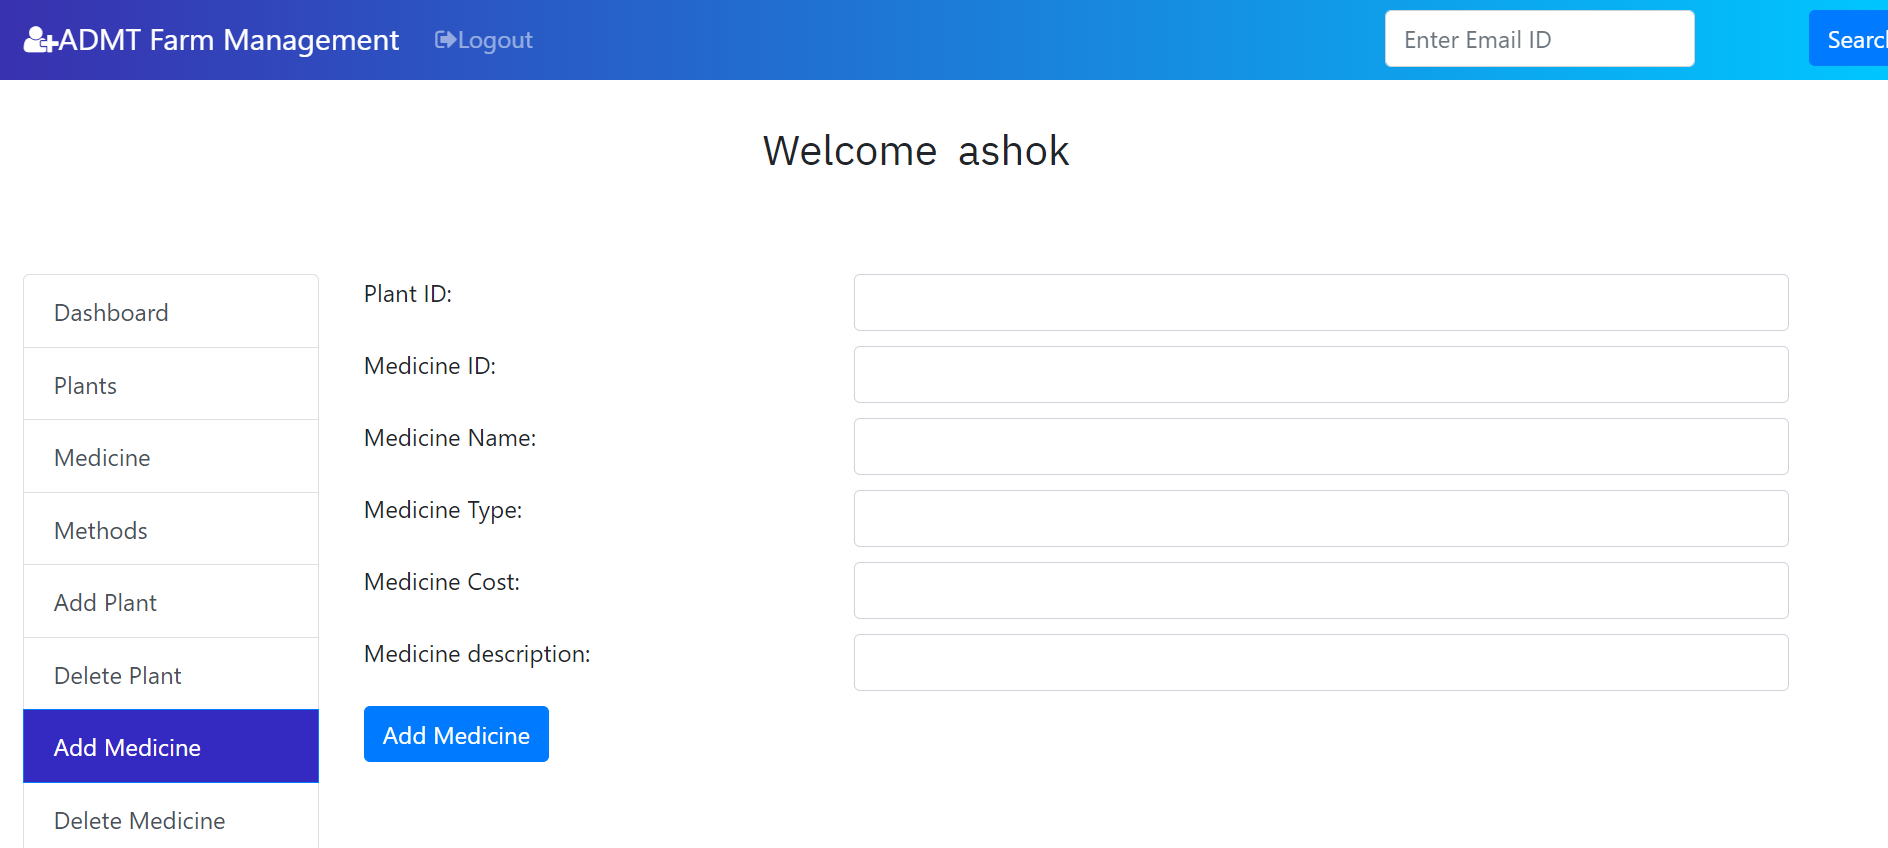 ADMT Farm Management Logout Enter Email ID
Welcome ashok
Dashboard
Plants
Medicine
Methods
Add Plant
Delete Plant
Add Medicine
Delete Medicine
Plant ID:
Medicine ID:
Medicine Name:
Medicine Type:
Medicine Cost:
Medicine description:
Add Medicine